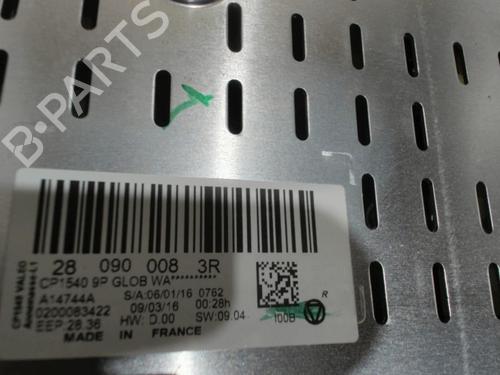 B-PARTS
28 090 008 3R
CP1540 9P GLOB WA**********
A14744A S/A:06/01/16 0762
0200083422 09/03/16 00:28h
EEP:28.36 HW: D.00 SW:09.04
MADE IN FRANCE
CP1540 VALEO
100B
R